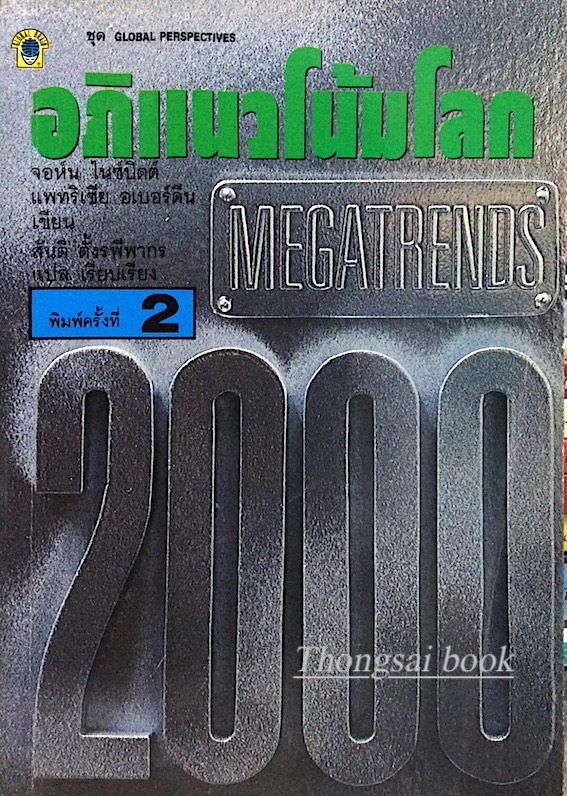 GLOBAL BRAIN
ชุด GLOBAL PERSPECTIVES
อภิแนวโน้มโลก
จอห์น ไนซ์บิตต์
แพทริเซีย อเบอร์ดีน
เขียน
สันติ ตั้งรพีพากร
แปล เรียบเรียง
MEGATRENDS
พิมพ์ครั้งที่ 2
2000
Thongsai book